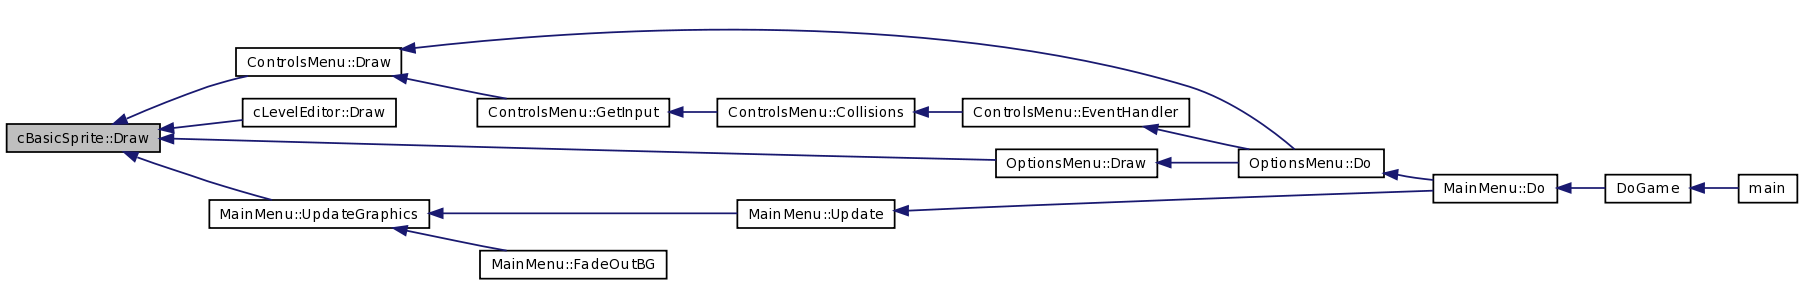 ControlsMenu::Draw
cLevelEditor::Draw
ControlsMenu::GetInput
ControlsMenu::Collisions
ControlsMenu::EventHandler
cBasicSprite::Draw
OptionsMenu::Draw
OptionsMenu::Do
MainMenu::Do
DoGame
main
MainMenu::UpdateGraphics
MainMenu::Update
MainMenu::FadeOutBG